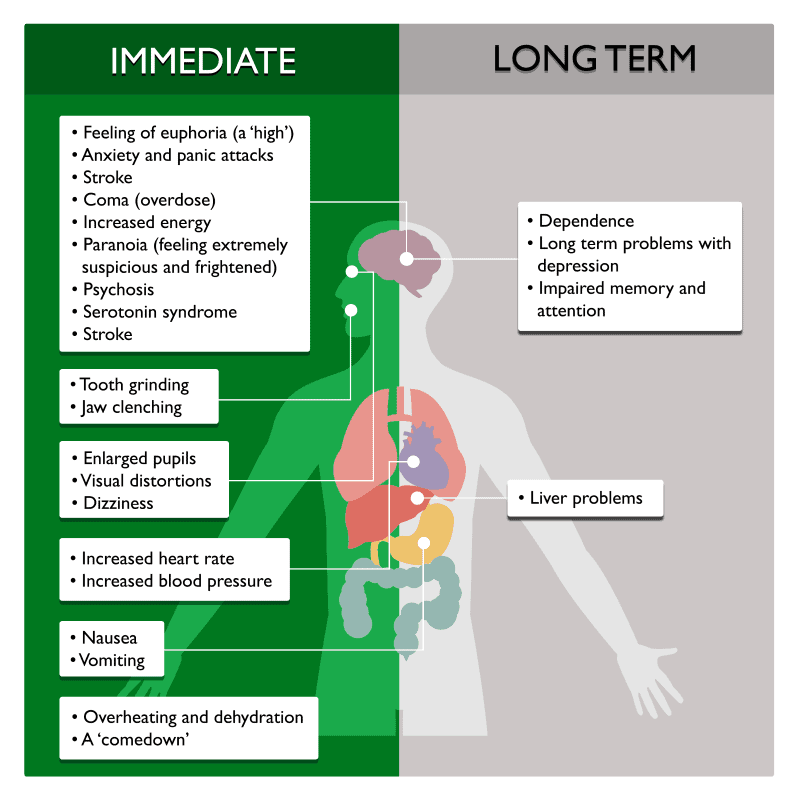 IMMEDIATE
LONG TERM
• Feeling of euphoria (a ‘high’)
• Anxiety and panic attacks
• Stroke
• Coma (overdose)
• Increased energy
• Paranoia (feeling extremely
suspicious and frightened)
• Psychosis
• Serotonin syndrome
• Stroke
• Tooth grinding
• Jaw clenching
• Enlarged pupils
• Visual distortions
• Dizziness
• Increased heart rate
• Increased blood pressure
• Nausea
• Vomiting
• Overheating and dehydration
• A ‘comedown’
• Dependence
• Long term problems with
depression
• Impaired memory and
attention
• Liver problems